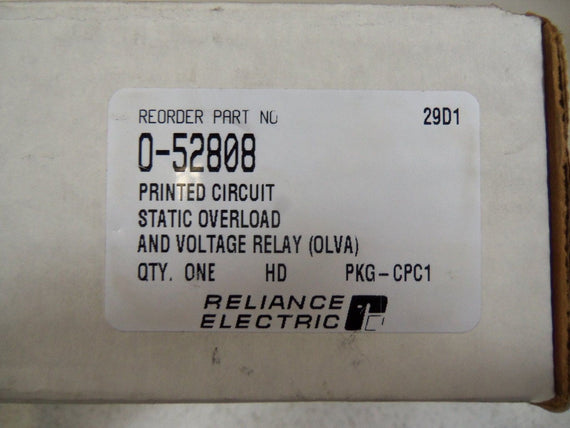 REORDER PART NO 29D1
0-52808
PRINTED CIRCUIT
STATIC OVERLOAD
AND VOLTAGE RELAY (OLVA)
QTY. ONE HD PKG-CPC1
RELIANCE
ELECTRIC